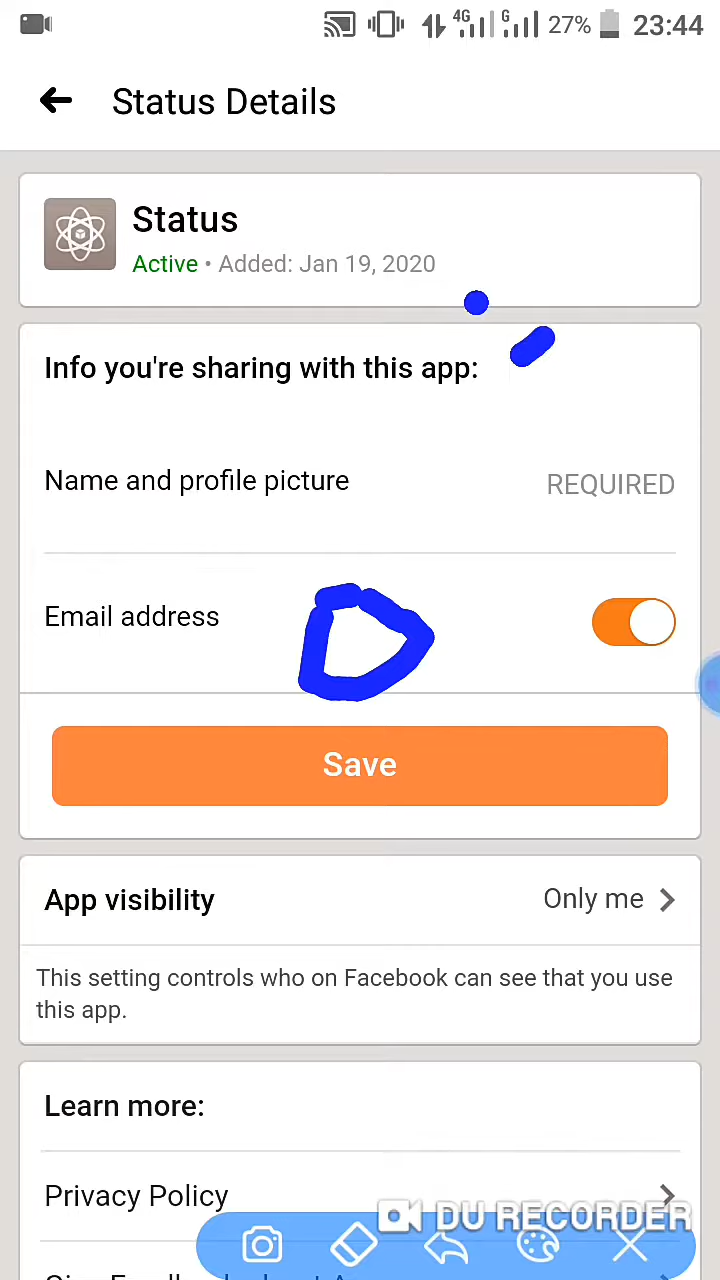 4G G 27% 23:44
Status Details
Status
Active • Added: Jan 19, 2020
Info you're sharing with this app:
Name and profile picture REQUIRED
Email address
Save
App visibility Only me
This setting controls who on Facebook can see that you use
this app.
Learn more:
Privacy Policy
DU RECORDER